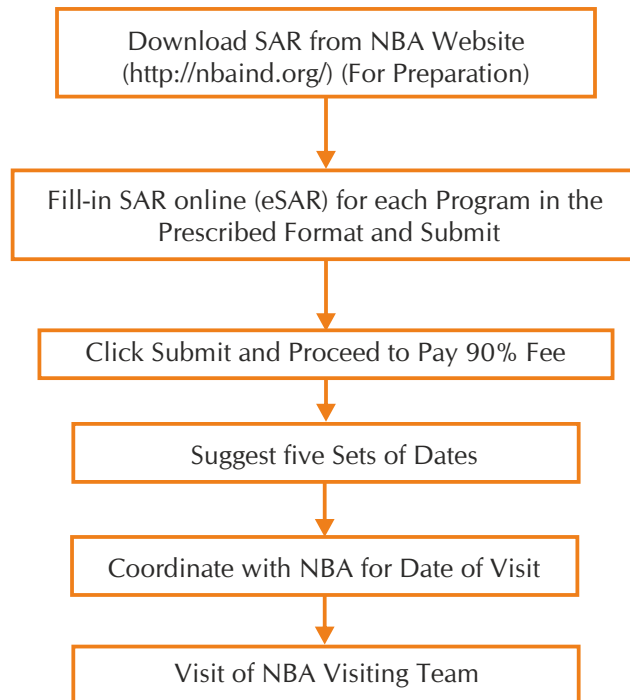 Download SAR from NBA Website
(http://nbaind.org/) (For Preparation)
Fill-in SAR online (eSAR) for each Program in the
Prescribed Format and Submit
Click Submit and Proceed to Pay 90% Fee
Suggest five Sets of Dates
Coordinate with NBA for Date of Visit
Visit of NBA Visiting Team